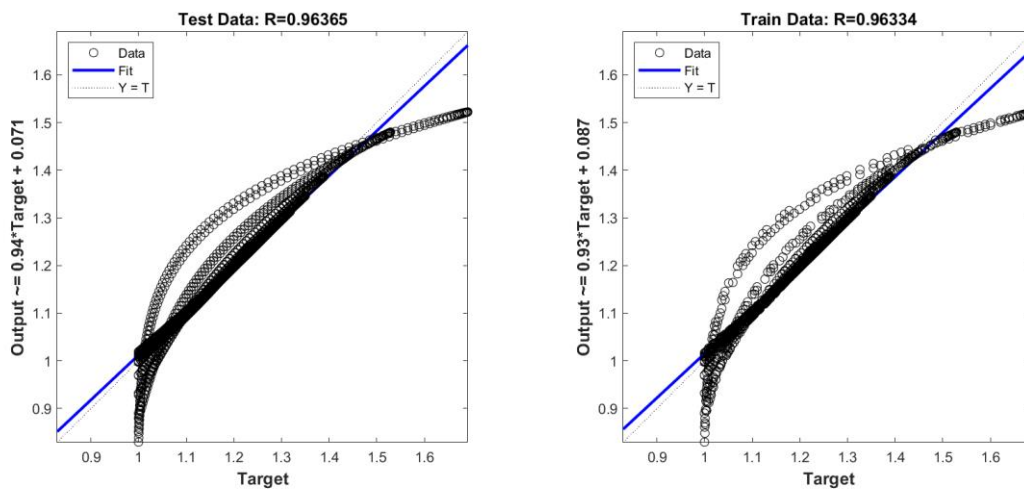 Test Data: R=0.96365
Data
Fit
Y = T
Output ~= 0.94*Target + 0.071
1.6
1.5
1.4
1.3
1.2
1.1
1
0.9
0.9 1 1.1 1.2 1.3 1.4 1.5 1.6
Target
Train Data: R=0.96334
Data
Fit
Y = T
Output ~= 0.93*Target + 0.087
1.6
1.5
1.4
1.3
1.2
1.1
1
0.9
0.9 1 1.1 1.2 1.3 1.4 1.5 1.6
Target